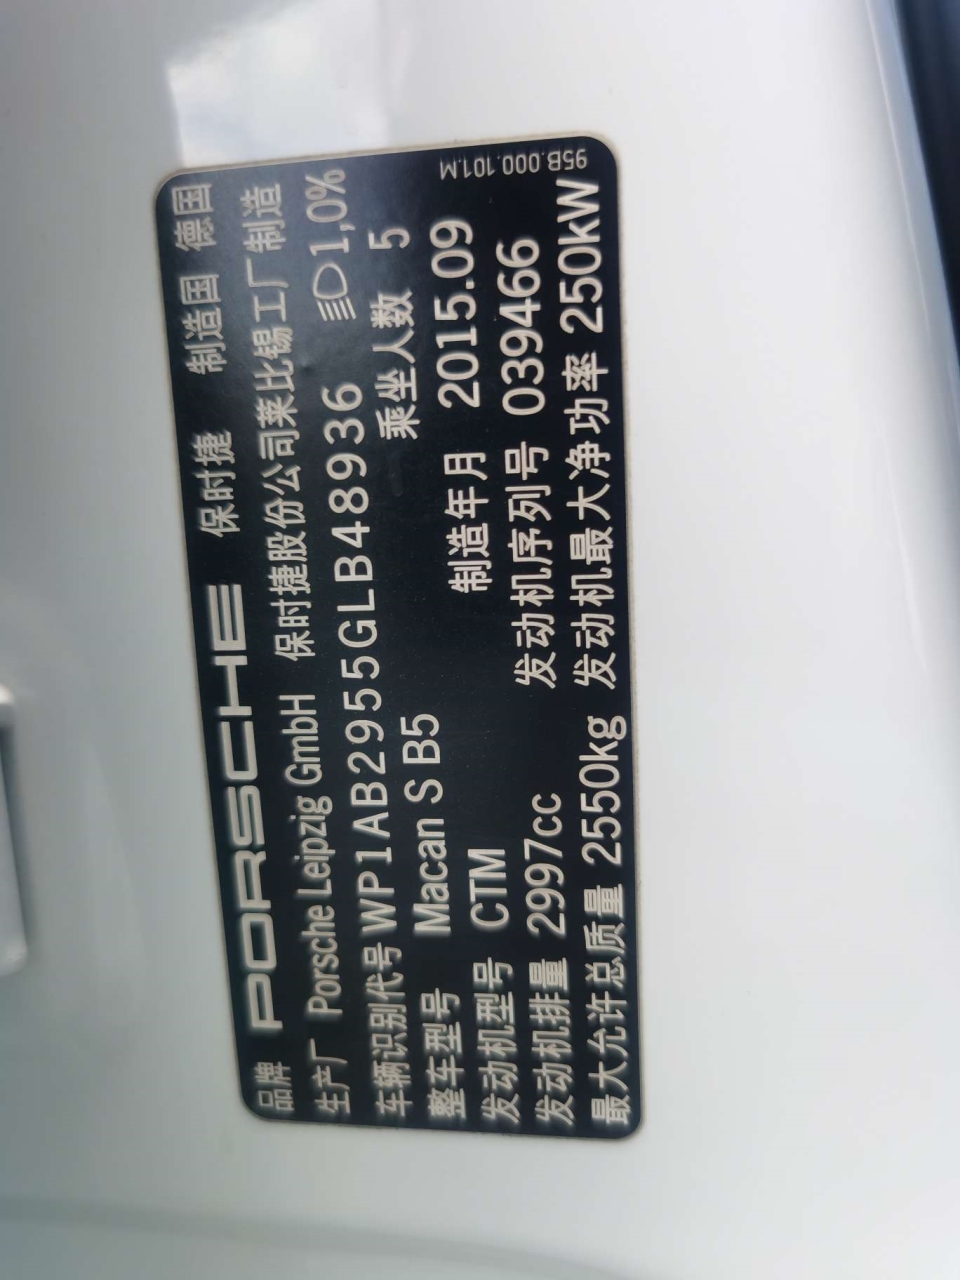 品牌 PORSCHE 保时捷 制造国 德国
生产厂 Porsche Leipzig GmbH 保时捷股份公司莱比锡工厂制造
车辆识别代号 WP1AB2955GLB48936 1,0%
整车型号 Macan S B5 乘坐人数 5
发动机型号 CTM 制造年月 2015.09
发动机排量 2997cc 发动机序列号 039466
最大允许总质量 2550kg 发动机最大净功率 250kW
95B.000.101.M